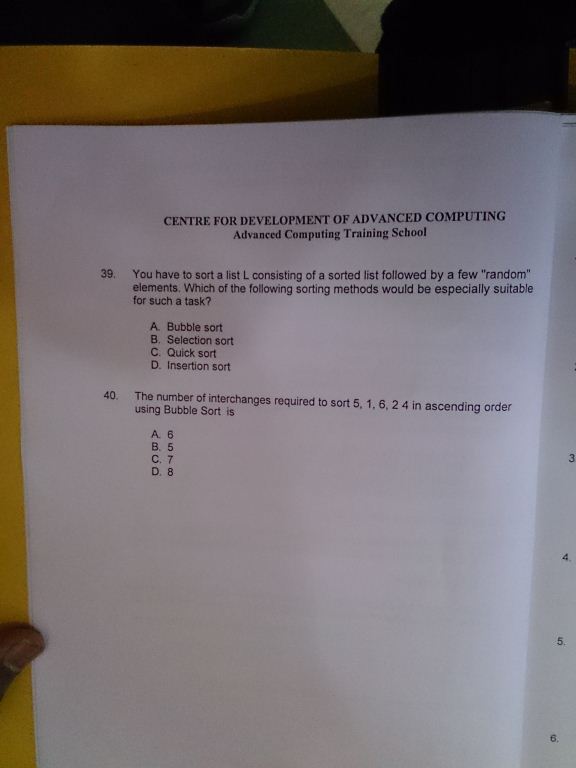 CENTRE FOR DEVELOPMENT OF ADVANCED COMPUTING
Advanced Computing Training School
39. You have to sort a list L consisting of a sorted list followed by a few "random"
elements. Which of the following sorting methods would be especially suitable
for such a task?
A. Bubble sort
B. Selection sort
C. Quick sort
D. Insertion sort
40. The number of interchanges required to sort 5, 1, 6, 2 4 in ascending order
using Bubble Sort is
A. 6
B. 5
C. 7
D. 8
3
4.
5.
6.